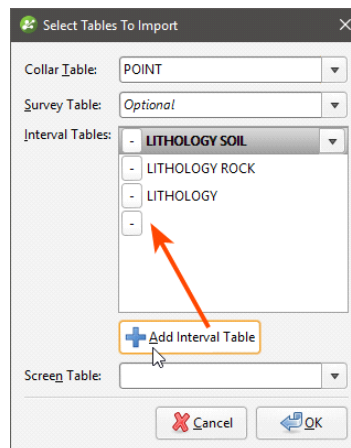 Select Tables To Import
Collar Table: POINT
Survey Table: Optional
Interval Tables: - LITHOLOGY SOIL
- LITHOLOGY ROCK
- LITHOLOGY
-
Add Interval Table
Screen Table:
Cancel OK